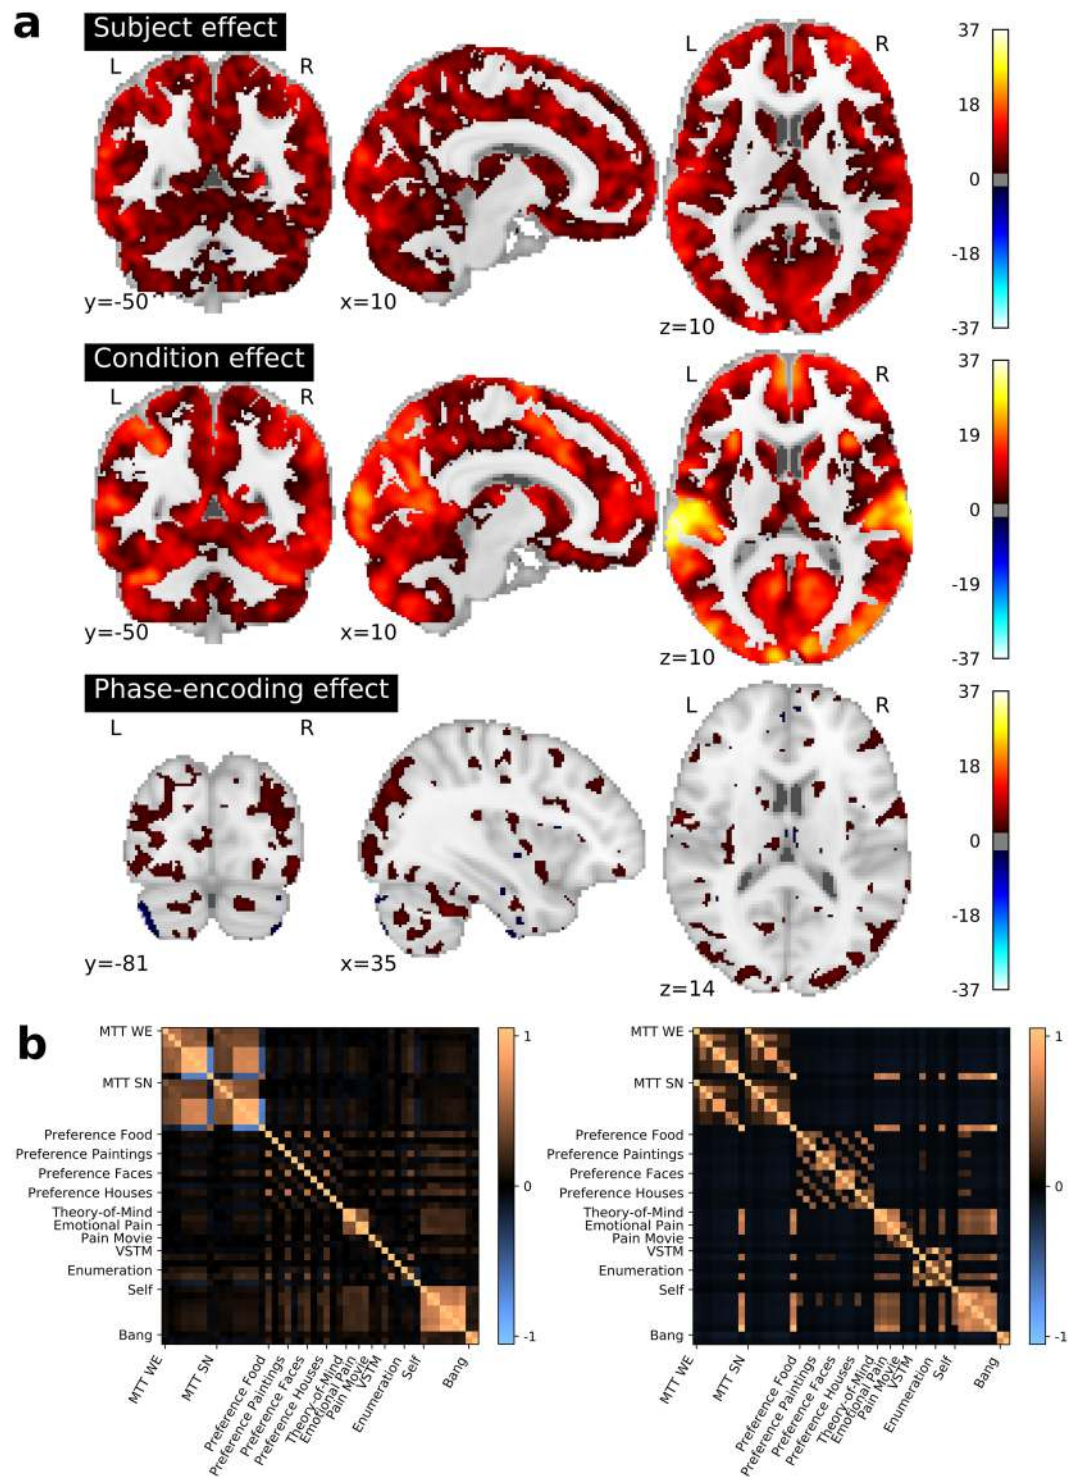 a
Subject effect
L R
L R
37
18
0
-18
-37
y=-50
x=10
z=10
Condition effect
L R
L R
37
19
0
-19
-37
y=-50
x=10
z=10
Phase-encoding effect
L R
L R
37
18
0
-18
-37
y=-81
x=35
z=14
b
MTT WE
MTT SN
Preference Food
Preference Paintings
Preference Faces
Preference Houses
Theory-of-Mind
Emotional Pain
Pain Movie
VSTM
Enumeration
Self
Bang
MTT WE
MTT SN
Preference Food
Preference Paintings
Preference Faces
Preference Houses
Theory-of-Mind
Emotional Pain
Pain Movie
VSTM
Enumeration
Self
Bang
1
0
-1
MTT WE
MTT SN
Preference Food
Preference Paintings
Preference Faces
Preference Houses
Theory-of-Mind
Emotional Pain
Pain Movie
VSTM
Enumeration
Self
Bang
MTT WE
MTT SN
Preference Food
Preference Paintings
Preference Faces
Preference Houses
Theory-of-Mind
Emotional Pain
Pain Movie
VSTM
Enumeration
Self
Bang
1
0
-1